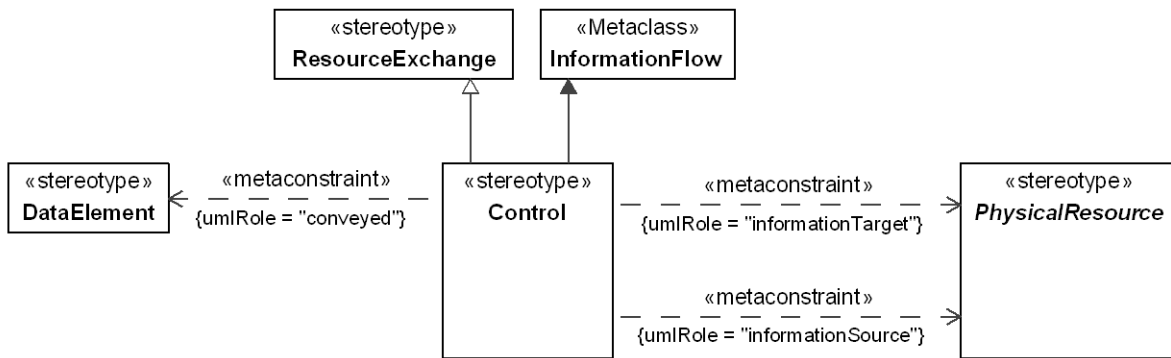 «stereotype»
ResourceExchange
«Metaclass»
InformationFlow
«stereotype»
DataElement
«metaconstraint»
{umlRole = "conveyed"}
«stereotype»
Control
«metaconstraint»
{umlRole = "informationTarget"}
«metaconstraint»
{umlRole = "informationSource"}
«stereotype»
PhysicalResource